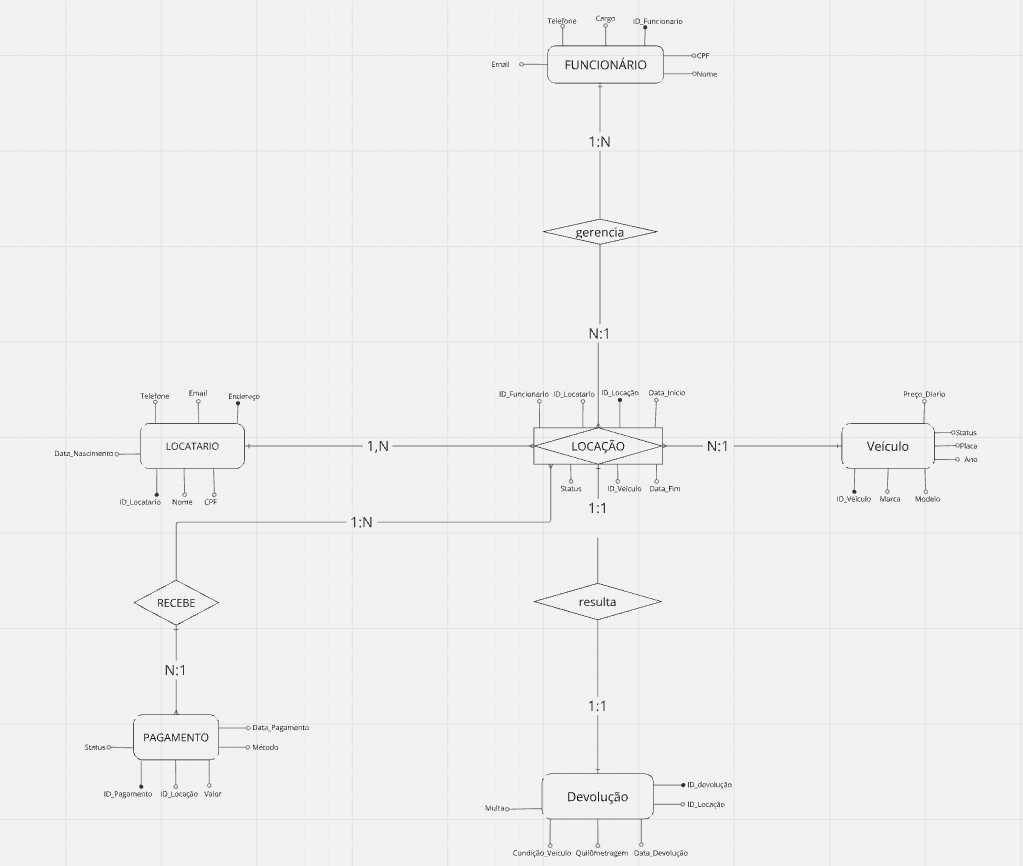 Telefone
Cargo
ID_Funcionario
Email
FUNCIONÁRIO
CPF
Nome
1:N
gerencia
N:1
Telefone
Email
Endereço
ID_Funcionario
ID_Locatario
ID_Locação
Data_Inicio
Preço_Diaria
LOCATARIO
1,N
LOCAÇÃO
N:1
Veículo
Status
Placa
Ano
Data_Nascimento
ID_Locatario
Nome
CPF
Status
ID_Veiculo
Data_Fim
ID_Veiculo
Marca
Modelo
1:1
1:N
RECEBE
resulta
N:1
1:1
PAGAMENTO
Data_Pagamento
Método
Status
ID_Pagamento
ID_Locação
Valor
Devolução
ID_devolução
ID_Locação
Multa
Condição_Veiculo
Quilômetragem
Data_Devolução